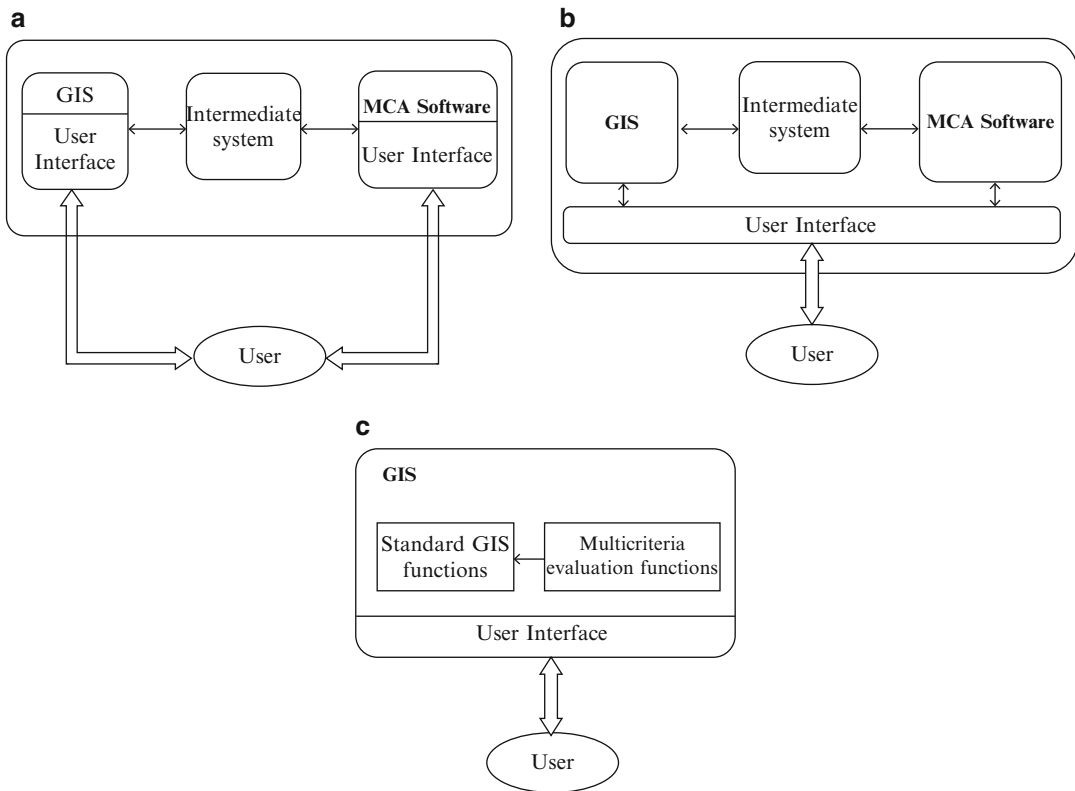 a
GIS
User
Interface
Intermediate
system
MCA Software
User Interface
User
b
GIS
Intermediate
system
MCA Software
User Interface
User
c
GIS
Standard GIS
functions
Multicriteria
evaluation functions
User Interface
User